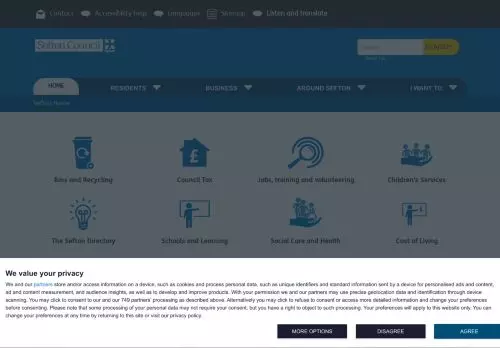 Contact Accessibility help Languages Sitemap Listen and translate
Sefton Council
SEARCH
HOME RESIDENTS BUSINESS AROUND SEFTON I WANT TO
Sefton Home
Bins and Recycling Council Tax Jobs, training and volunteering Children's Services
The Sefton Directory Schools and Learning Social Care and Health Cost of Living
We value your privacy
We and our partners store and/or access information on a device, such as cookies and process personal data, such as unique identifiers and standard information sent by a device for personalised ads and content,
ad and content measurement, and audience insights, as well as to develop and improve products. With your permission we and our partners may use precise geolocation data and identification through device
scanning. You may click to consent to our and our 749 partners' processing as described above. Alternatively you may click to refuse to consent or access more detailed information and change your preferences
before consenting. Please note that some processing of your personal data may not require your consent, but you have a right to object to such processing. Your preferences will apply to this website only. You can
change your preferences at any time by returning to this site or visit our privacy policy.
MORE OPTIONS DISAGREE AGREE